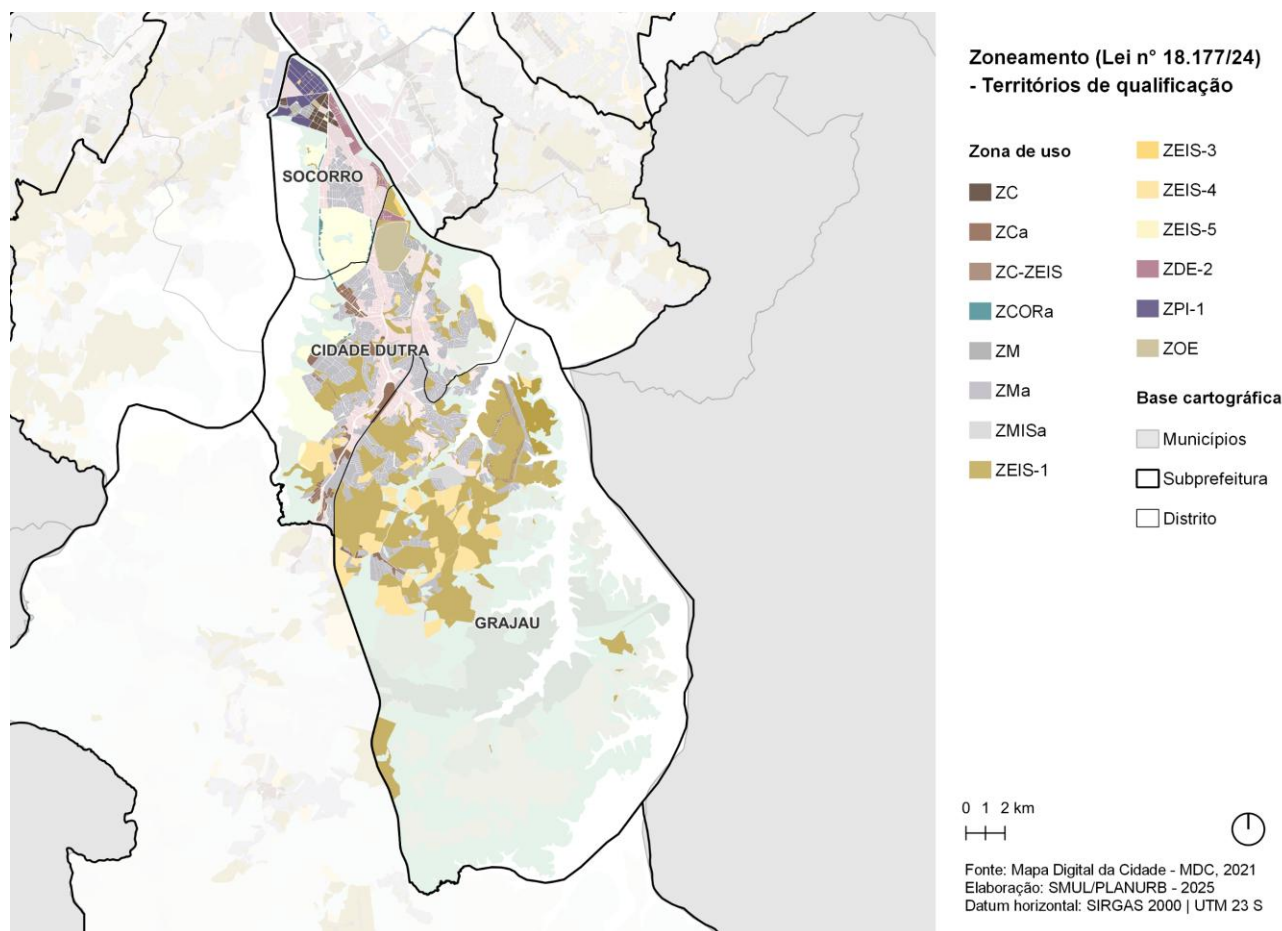 Zoneamento (Lei n° 18.177/24)
- Territórios de qualificação
Zona de uso
ZC
ZCa
ZC-ZEIS
ZCORa
ZM
ZMa
ZMISa
ZEIS-1
ZEIS-3
ZEIS-4
ZEIS-5
ZDE-2
ZPI-1
ZOE
Base cartográfica
Municípios
Subprefeitura
Distrito
SOCORRO
CIDADE DUTRA
GRAJAU
0 1 2 km
Fonte: Mapa Digital da Cidade - MDC, 2021
Elaboração: SMUL/PLANURB - 2025
Datum horizontal: SIRGAS 2000 | UTM 23 S